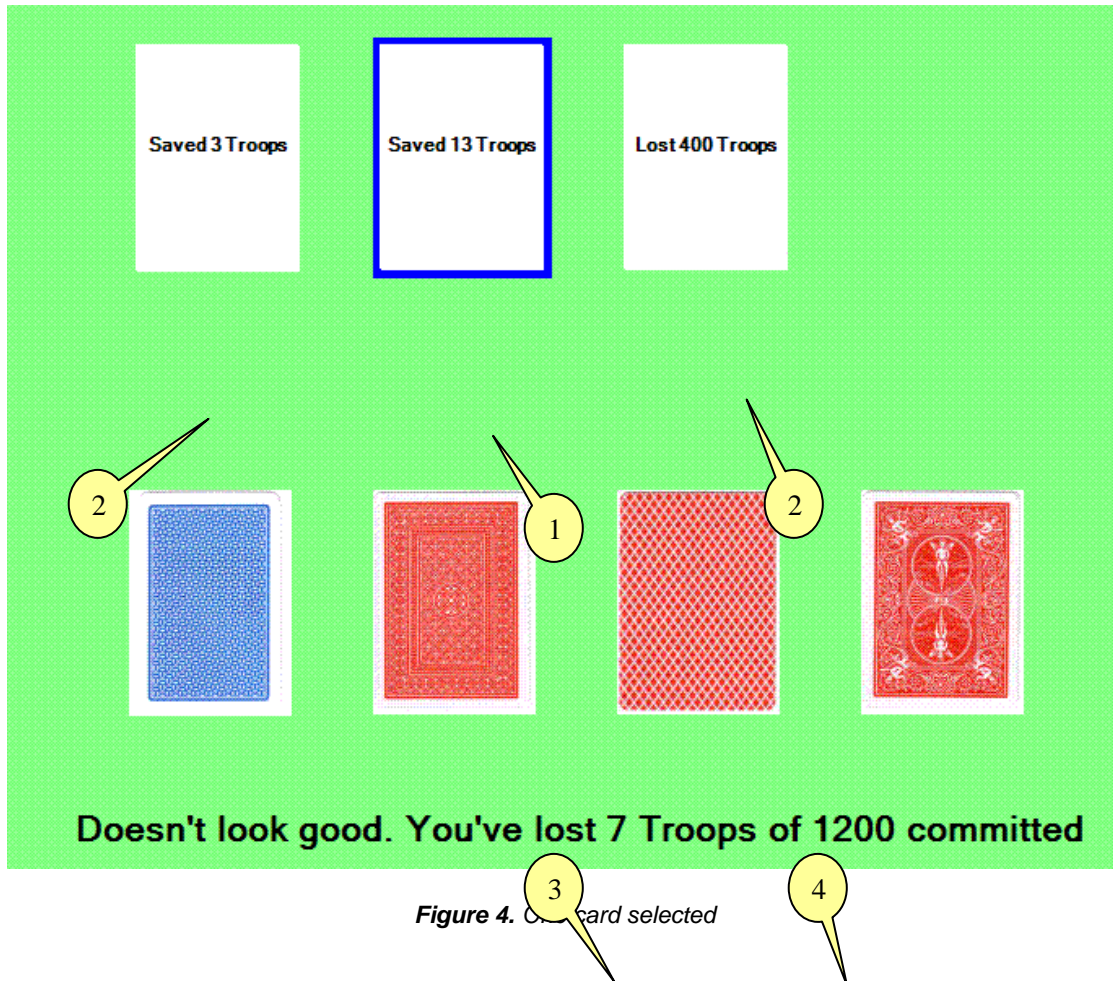 Saved 3 Troops
Saved 13 Troops
Lost 400 Troops
2
1
2
Doesn't look good. You've lost 7 Troops of 1200 committed
3
4
Figure 4. card selected